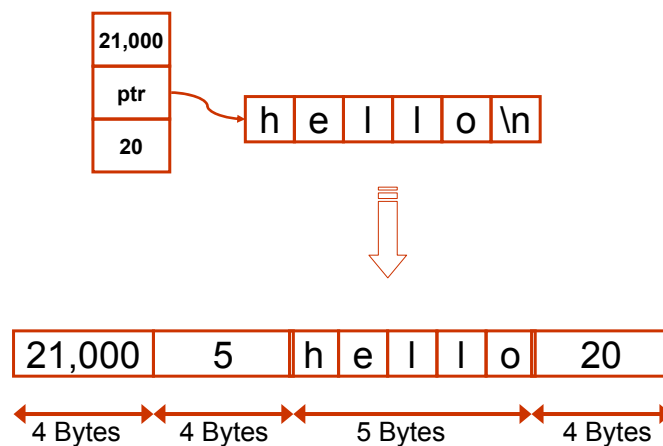 21,000
ptr
20
h e l l o \n
21,000 5 h e l l o 20
4 Bytes 4 Bytes 5 Bytes 4 Bytes